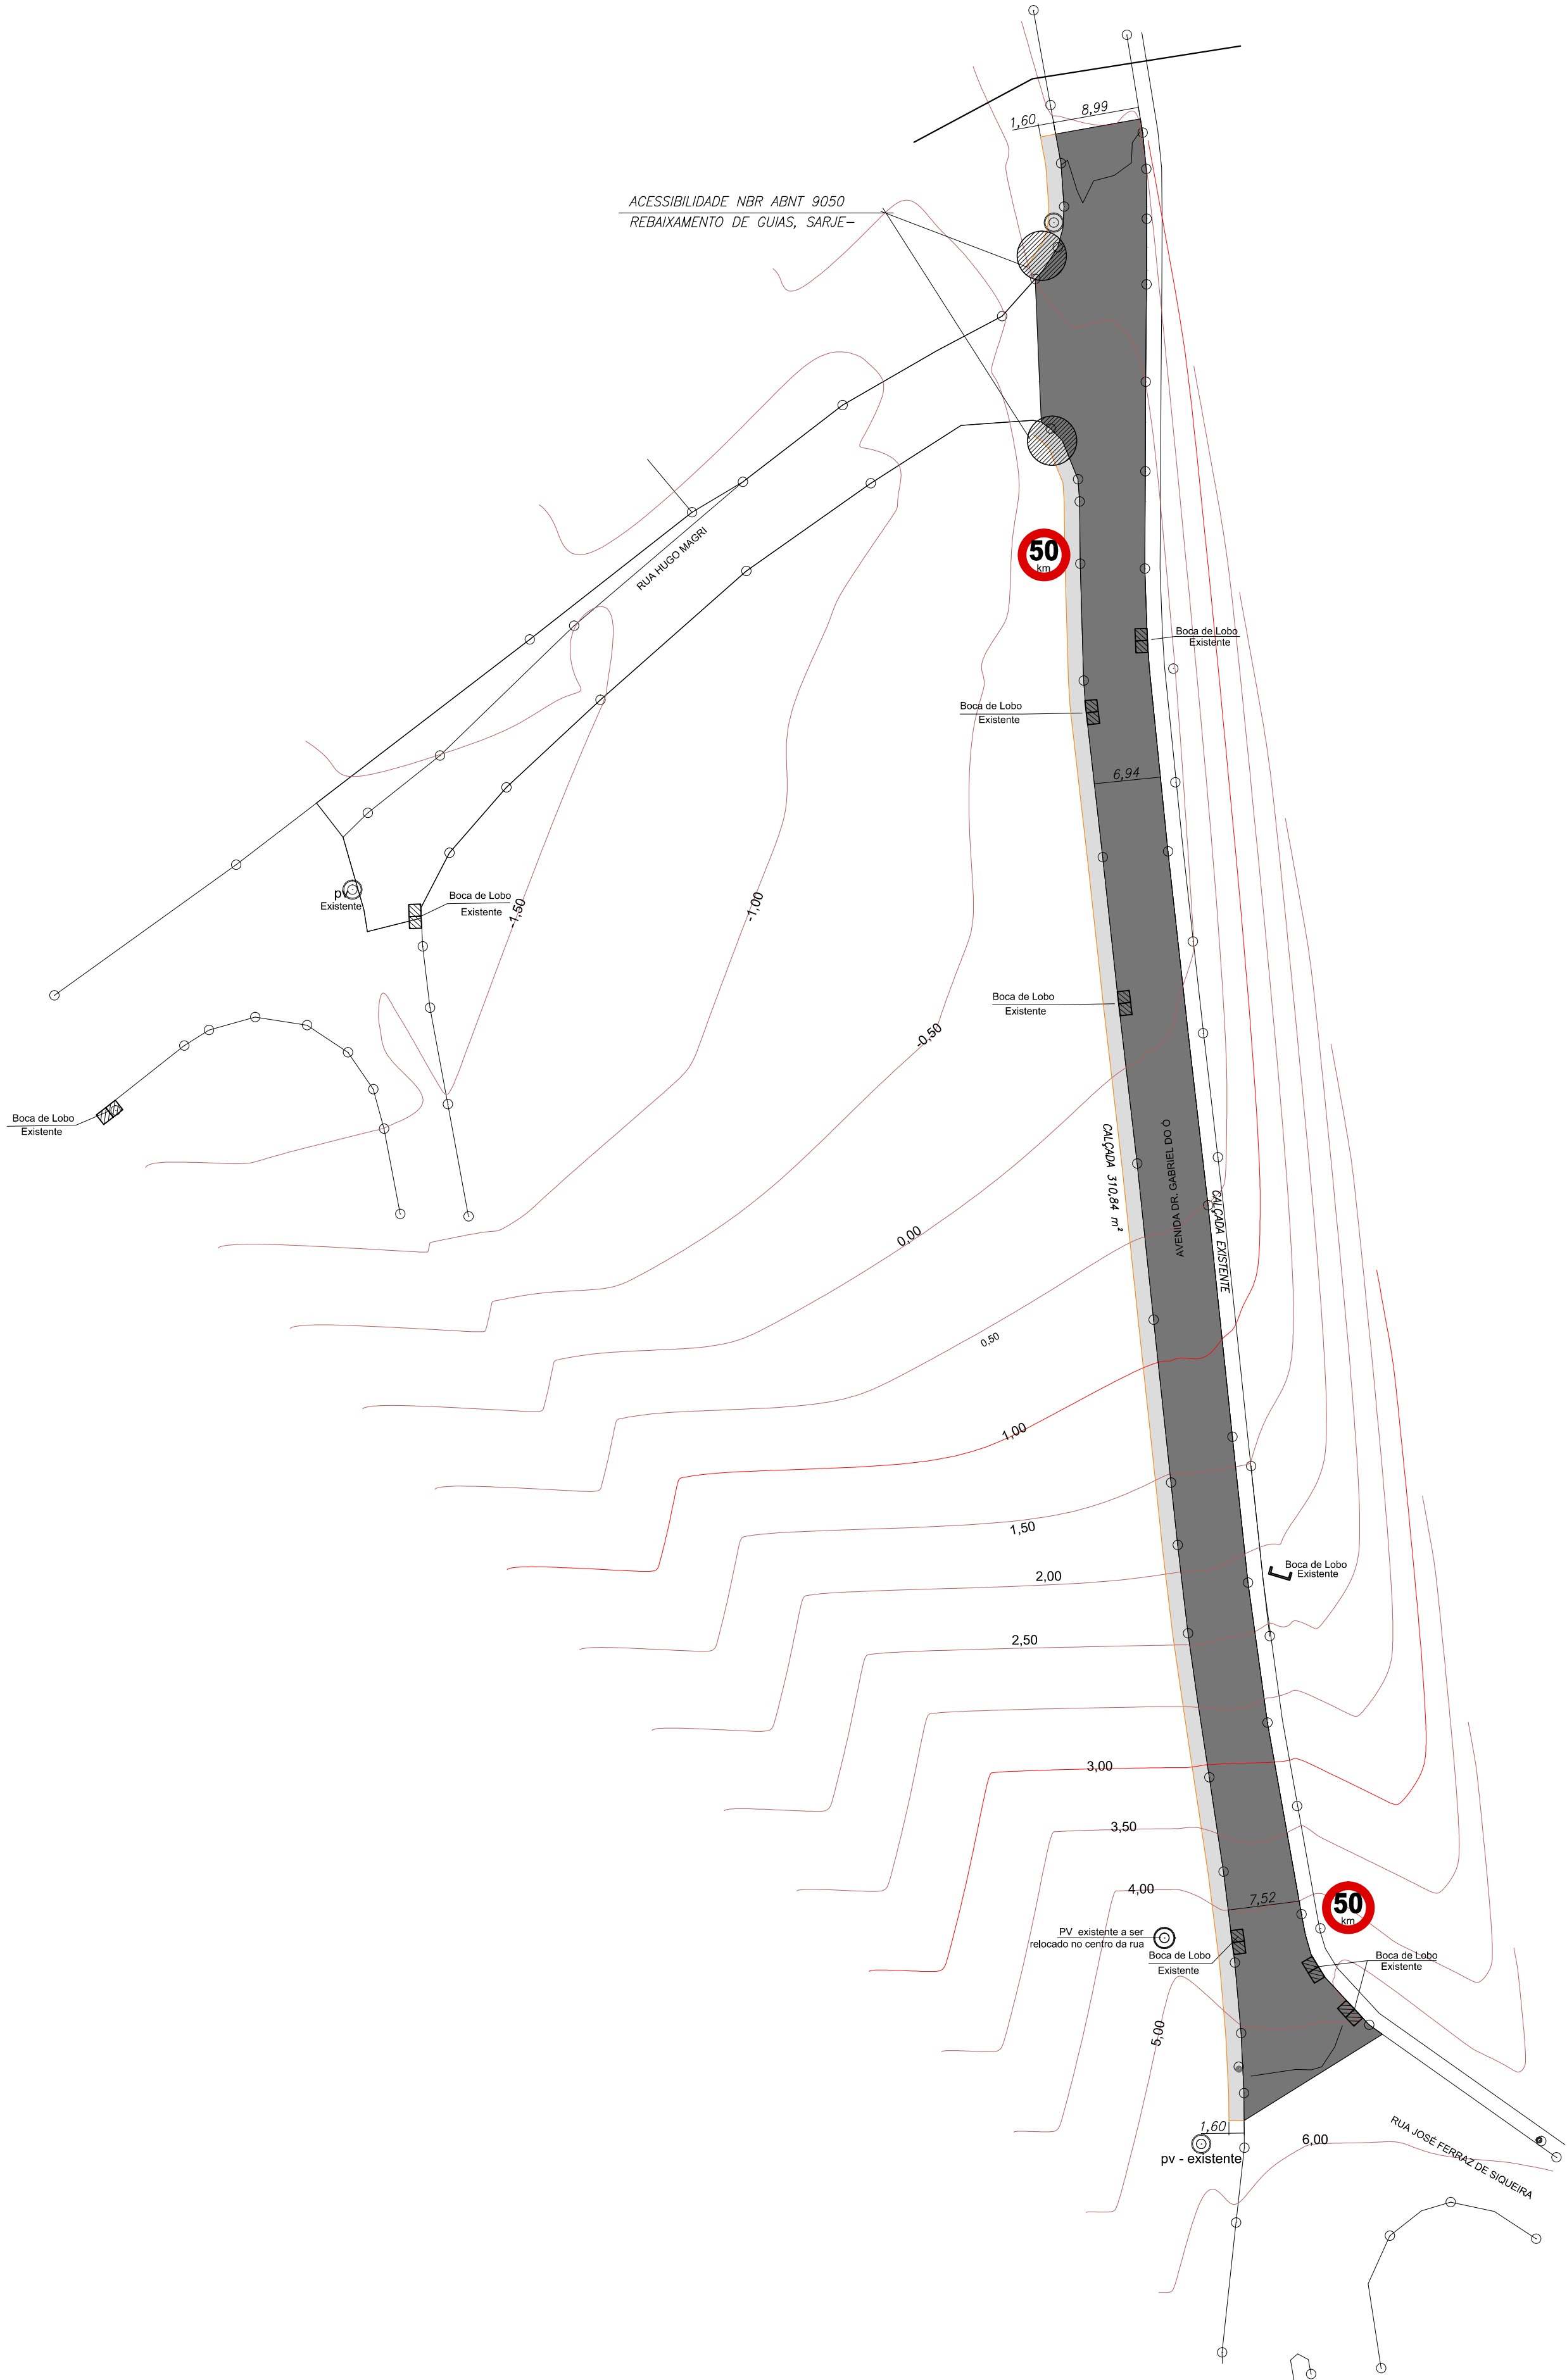 8,99
1,60
ACESSIBILIDADE NBR ABNT 9050
REBAIXAMENTO DE GUIAS, SARJE-
50
km
RUA HUGO MAGRI
Boca de Lobo
Existente
Boca de Lobo
Existente
6,94
pv
Existente
Boca de Lobo
Existente
-1,50
-1,00
Boca de Lobo
Existente
-0,50
Boca de Lobo
Existente
CALÇADA 310,84 m²
AVENIDA DR. GABRIEL DO Ó
CALÇADA EXISTENTE
0,00
0,50
1,00
1,50
Boca de Lobo
Existente
2,00
2,50
3,00
3,50
4,00
7,52
50
km
PV existente a ser
relocado no centro da rua
Boca de Lobo
Existente
Boca de Lobo
Existente
5,00
1,60
pv - existente
6,00
RUA JOSÉ FERRAZ DE SIQUEIRA